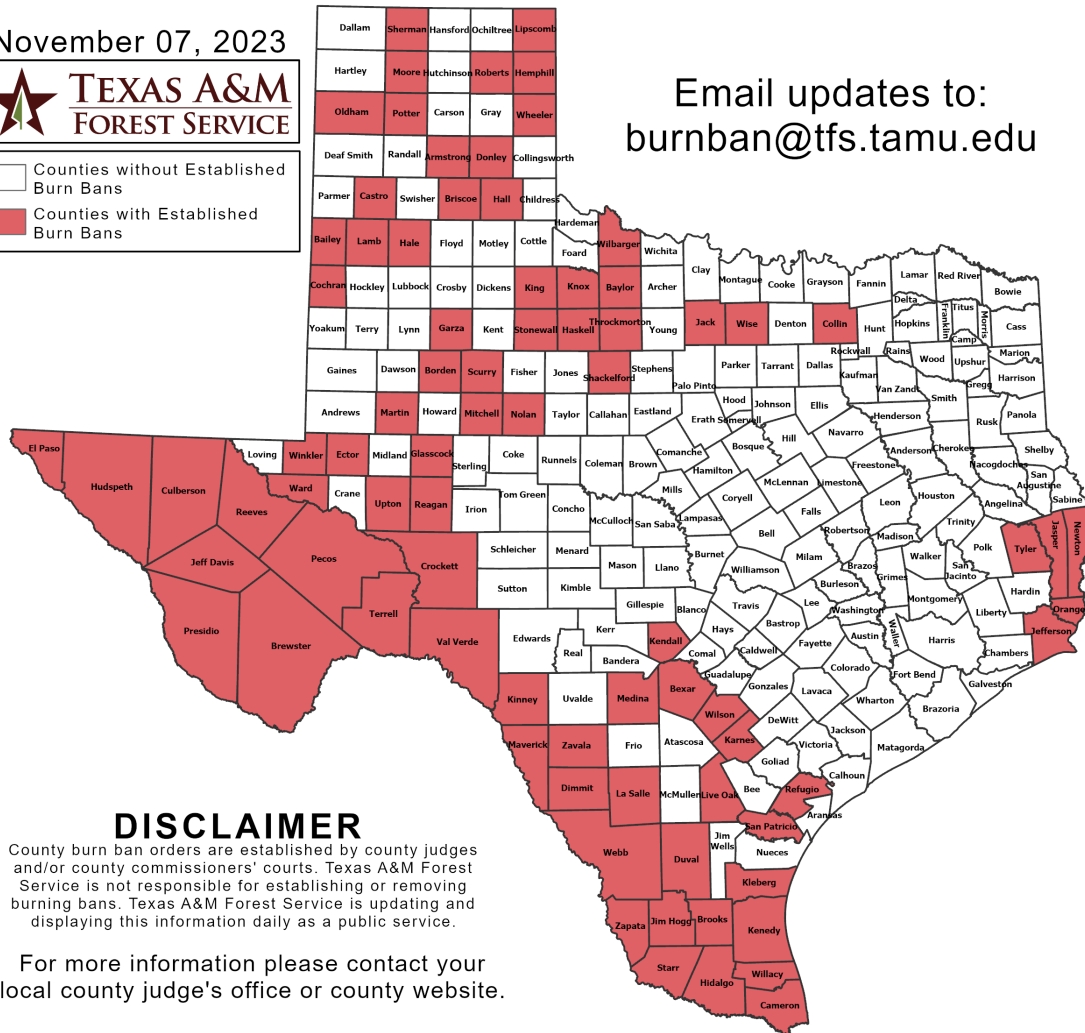 November 07, 2023
TEXAS A&M
FOREST SERVICE
Counties without Established
Burn Bans
Counties with Established
Burn Bans
Email updates to:
burnban@tfs.tamu.edu
Dallam Sherman Hansford Ochiltree Lipscomb
Hartley Moore Hutchinson Roberts Hemphill
Oldham Potter Carson Gray Wheeler
Deaf Smith Randall Armstrong Donley Collingsworth
Parmer Castro Swisher Briscoe Hall Childress
Hardeman
Bailey Lamb Hale Floyd Motley Cottle Foard Wilbarger Wichita
Clay Montague Cooke Grayson Fannin Lamar Red River Bowie
Cochran Hockley Lubbock Crosby Dickens King Knox Baylor Archer
Delta Franklin Titus Morris Cass
Yoakum Terry Lynn Garza Kent Stonewall Haskell Throckmorton Young Jack Wise Denton Collin Hunt Hopkins
Camp
Rockwall Rains Wood Upshur Marion
Gaines Dawson Borden Scurry Fisher Jones Shackelford Stephens Palo Pinto Parker Tarrant Dallas Kaufman Van Zandt Gregg Harrison
Andrews Martin Howard Mitchell Nolan Taylor Callahan Eastland Erath Hood Somervell Johnson Ellis Henderson Smith Rusk Panola
El Paso Loving Winkler Ector Midland Glasscock Sterling Coke Runnels Coleman Brown Comanche Bosque Hill Navarro Anderson Cherokee Shelby
Hamilton Freestone Nacogdoches
San
Augustine
Sabine
Hudspeth Culberson Ward Crane Upton Reagan Irion Tom Green Concho Mills Coryell McLennan Limestone Leon Houston Angelina
Reeves McCulloch San Saba Lampasas Bell Falls Robertson Madison Trinity
Jeff Davis Pecos Crockett Schleicher Menard Mason Llano Burnet Williamson Milam Brazos Grimes Walker
San
Jacinto
Polk Tyler Jasper Newton
Terrell Sutton Kimble Gillespie Blanco Travis Lee Burleson Washington Montgomery Liberty Hardin Orange
Presidio Brewster Val Verde Edwards Real Kerr Bandera Kendall Comal Hays Caldwell Bastrop Fayette Austin Waller Harris Chambers Jefferson
Kinney Uvalde Medina Bexar Guadalupe Gonzales Lavaca Colorado Wharton Fort Bend Brazoria Galveston
Wilson DeWitt Jackson
Maverick Zavala Frio Atascosa Karnes Goliad Victoria Matagorda
Dimmit La Salle McMullen Live Oak Bee Refugio Calhoun
Aransas
San Patricio
Webb Duval
Jim
Wells
Nueces
Kleberg
Zapata Jim Hogg Brooks Kenedy
Starr Hidalgo Willacy
Cameron
DISCLAIMER
County burn ban orders are established by county judges
and/or county commissioners' courts. Texas A&M Forest
Service is not responsible for establishing or removing
burning bans. Texas A&M Forest Service is updating and
displaying this information daily as a public service.
For more information please contact your
local county judge's office or county website.